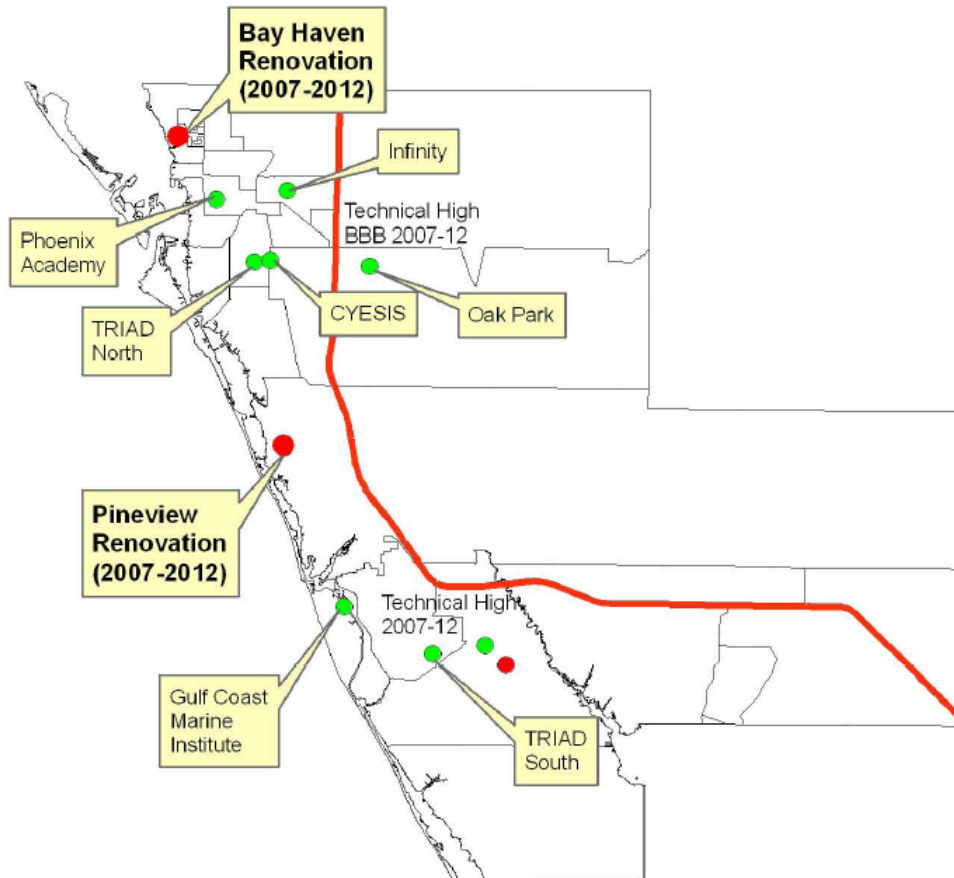 Bay Haven
Renovation
(2007-2012)
Infinity
Technical High
BBB 2007-12
Phoenix
Academy
TRIAD
North
CYESIS
Oak Park
Pineview
Renovation
(2007-2012)
Technical High
2007-12
Gulf Coast
Marine
Institute
TRIAD
South